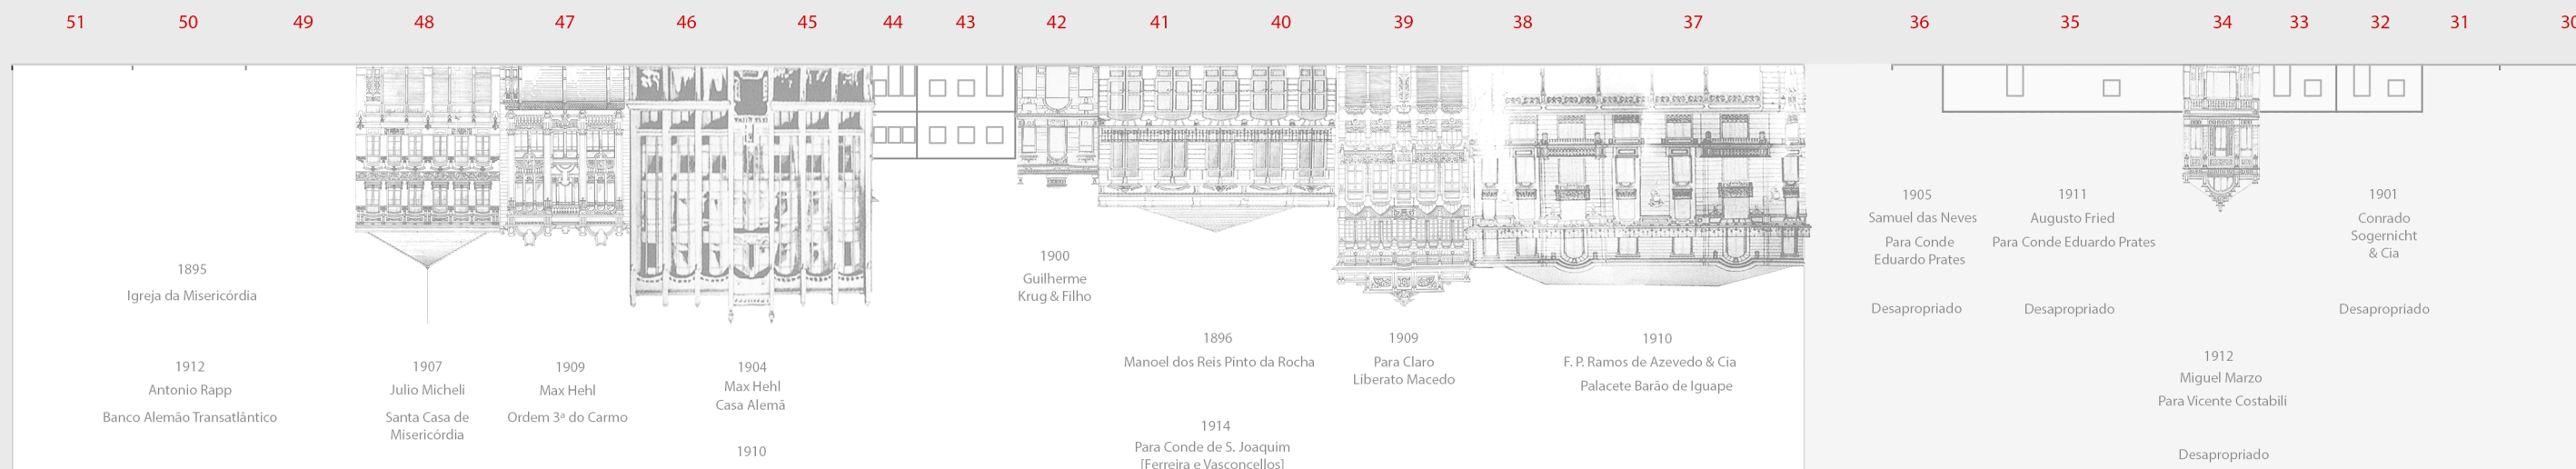 51 50 49 48 47 46 45 44 43 42 41 40 39 38 37 36 35 34 33 32 31
1895
Igreja da Misericórdia
1912
Antonio Rapp
Banco Alemão Transatlântico
1907
Julio Micheli
Santa Casa de
Misericórdia
1909
Max Hehl
Ordem 3ª do Carmo
1904
Max Hehl
Casa Alemã
1910
1900
Guilherme
Krug & Filho
1896
Manoel dos Reis Pinto da Rocha
1914
Para Conde de S. Joaquim
[Ferreira e Vasconcellos]
1909
Para Claro
Liberato Macedo
1910
F. P. Ramos de Azevedo & Cia
Palacete Barão de Iguape
1905
Samuel das Neves
Para Conde
Eduardo Prates
Desapropriado
1911
Augusto Fried
Para Conde Eduardo Prates
Desapropriado
1912
Miguel Marzo
Para Vicente Costabili
Desapropriado
1901
Conrado
Sogernicht
& Cia
Desapropriado